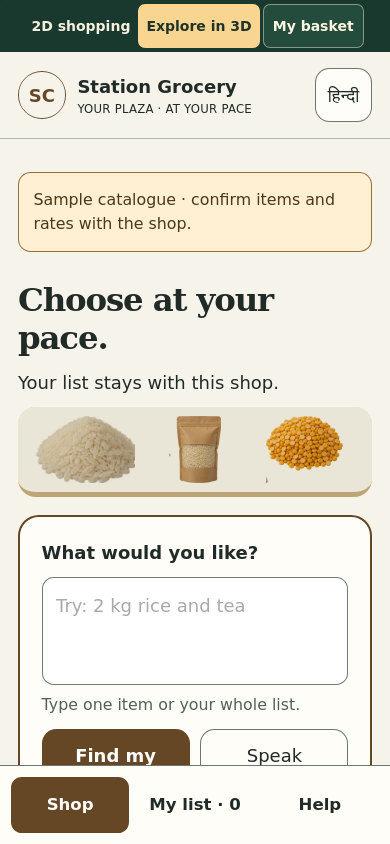 2D shopping Explore in 3D My basket
SC
Station Grocery
YOUR PLAZA · AT YOUR PACE
हिन्दी
Sample catalogue · confirm items and
rates with the shop.
Choose at your
pace.
Your list stays with this shop.
What would you like?
Try: 2 kg rice and tea
Type one item or your whole list.
Find my
Speak
Shop My list · 0 Help